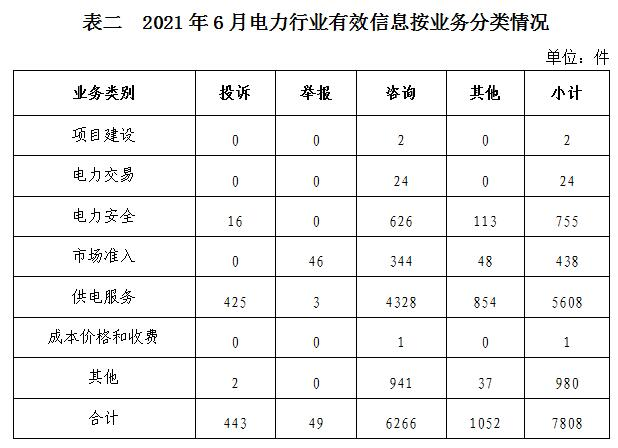 表二 2021年6月电力行业有效信息按业务分类情况
单位：件
业务类别 投诉 举报 咨询 其他 小计
项目建设 0 0 2 0 2
电力交易 0 0 24 0 24
电力安全 16 0 626 113 755
市场准入 0 46 344 48 438
供电服务 425 3 4328 854 5608
成本价格和收费 0 0 1 0 1
其他 2 0 941 37 980
合计 443 49 6266 1052 7808